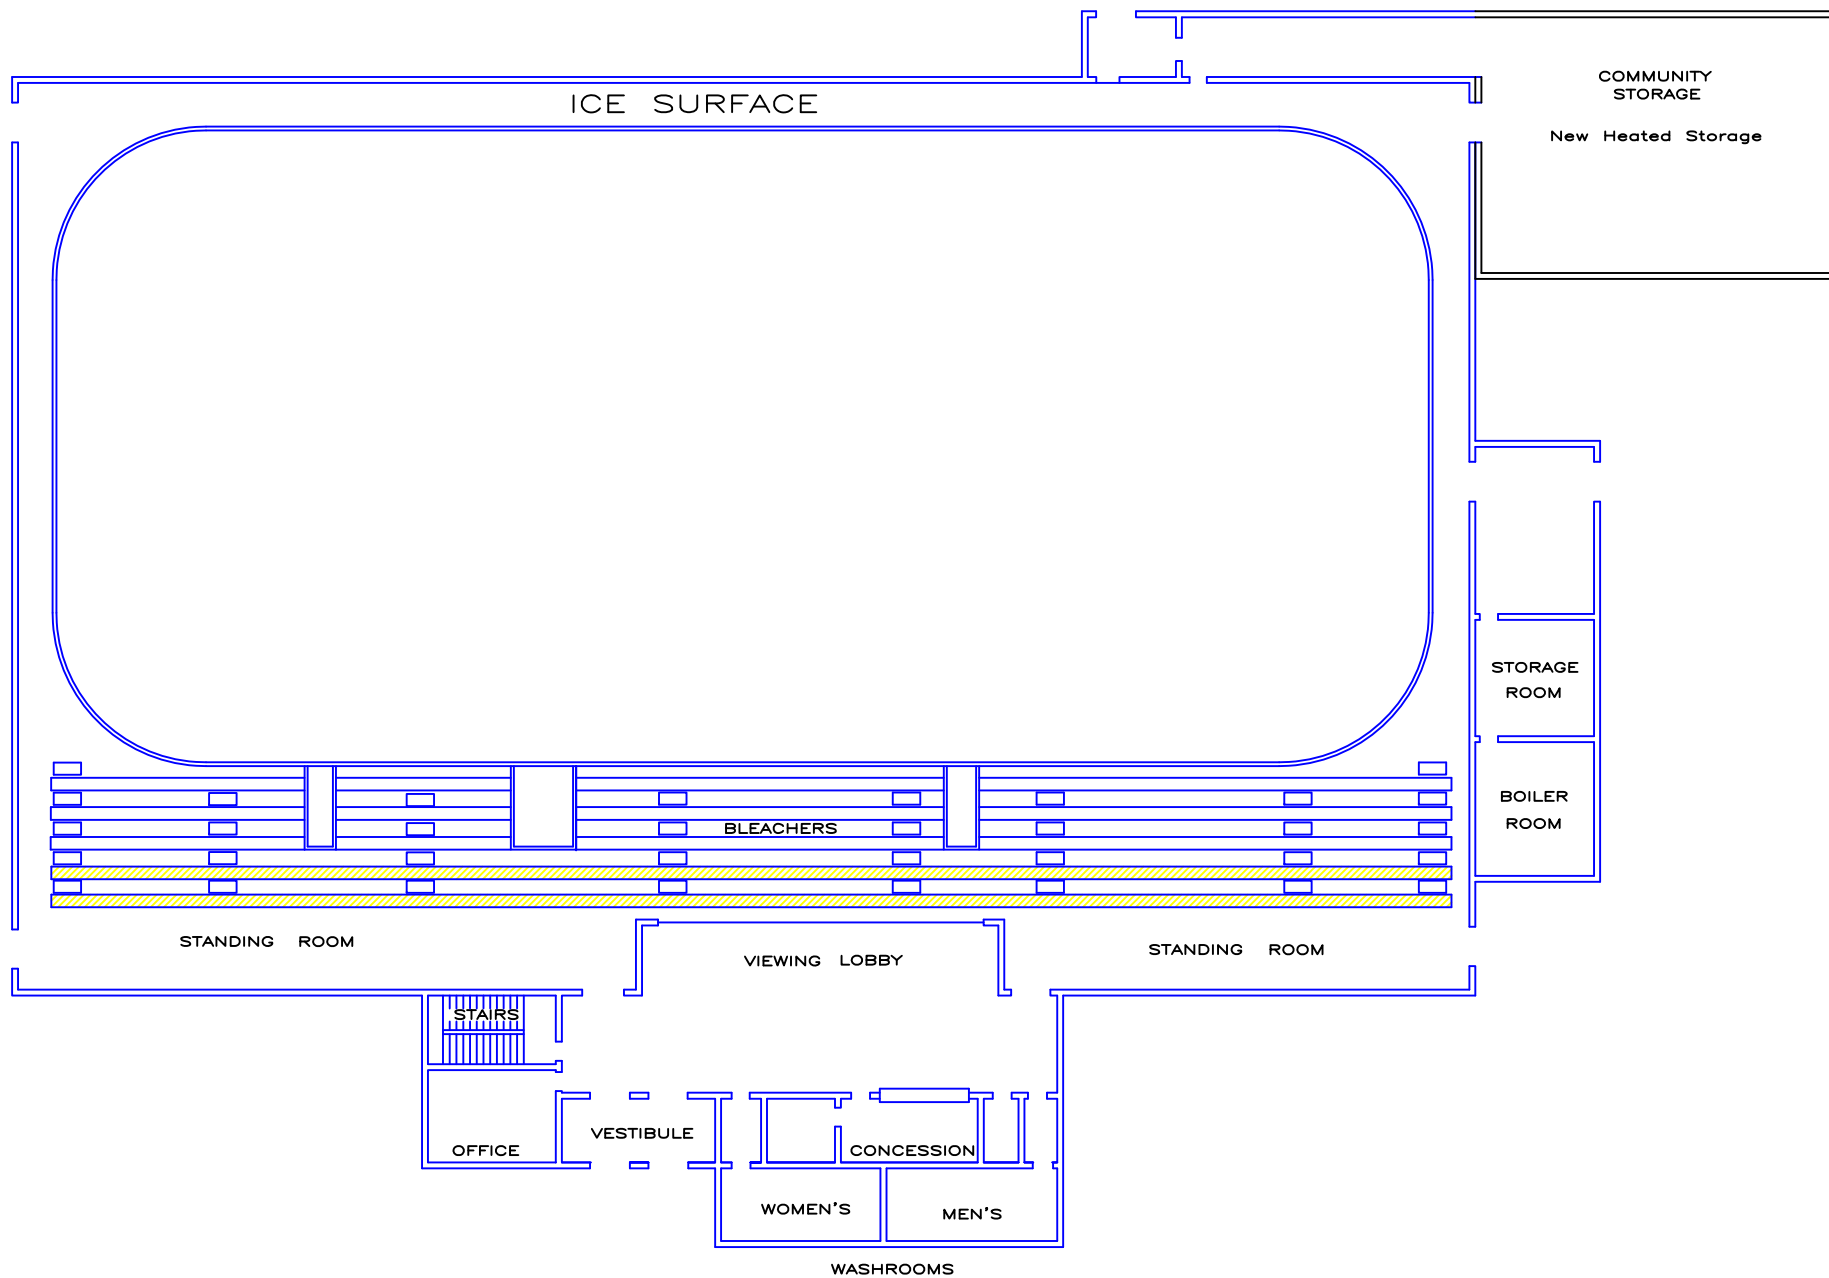 COMMUNITY
STORAGE
New Heated Storage
ICE SURFACE
STORAGE
ROOM
BOILER
ROOM
BLEACHERS
STANDING ROOM
VIEWING LOBBY
STANDING ROOM
STAIRS
OFFICE
VESTIBULE
CONCESSION
WOMEN'S
MEN'S
WASHROOMS